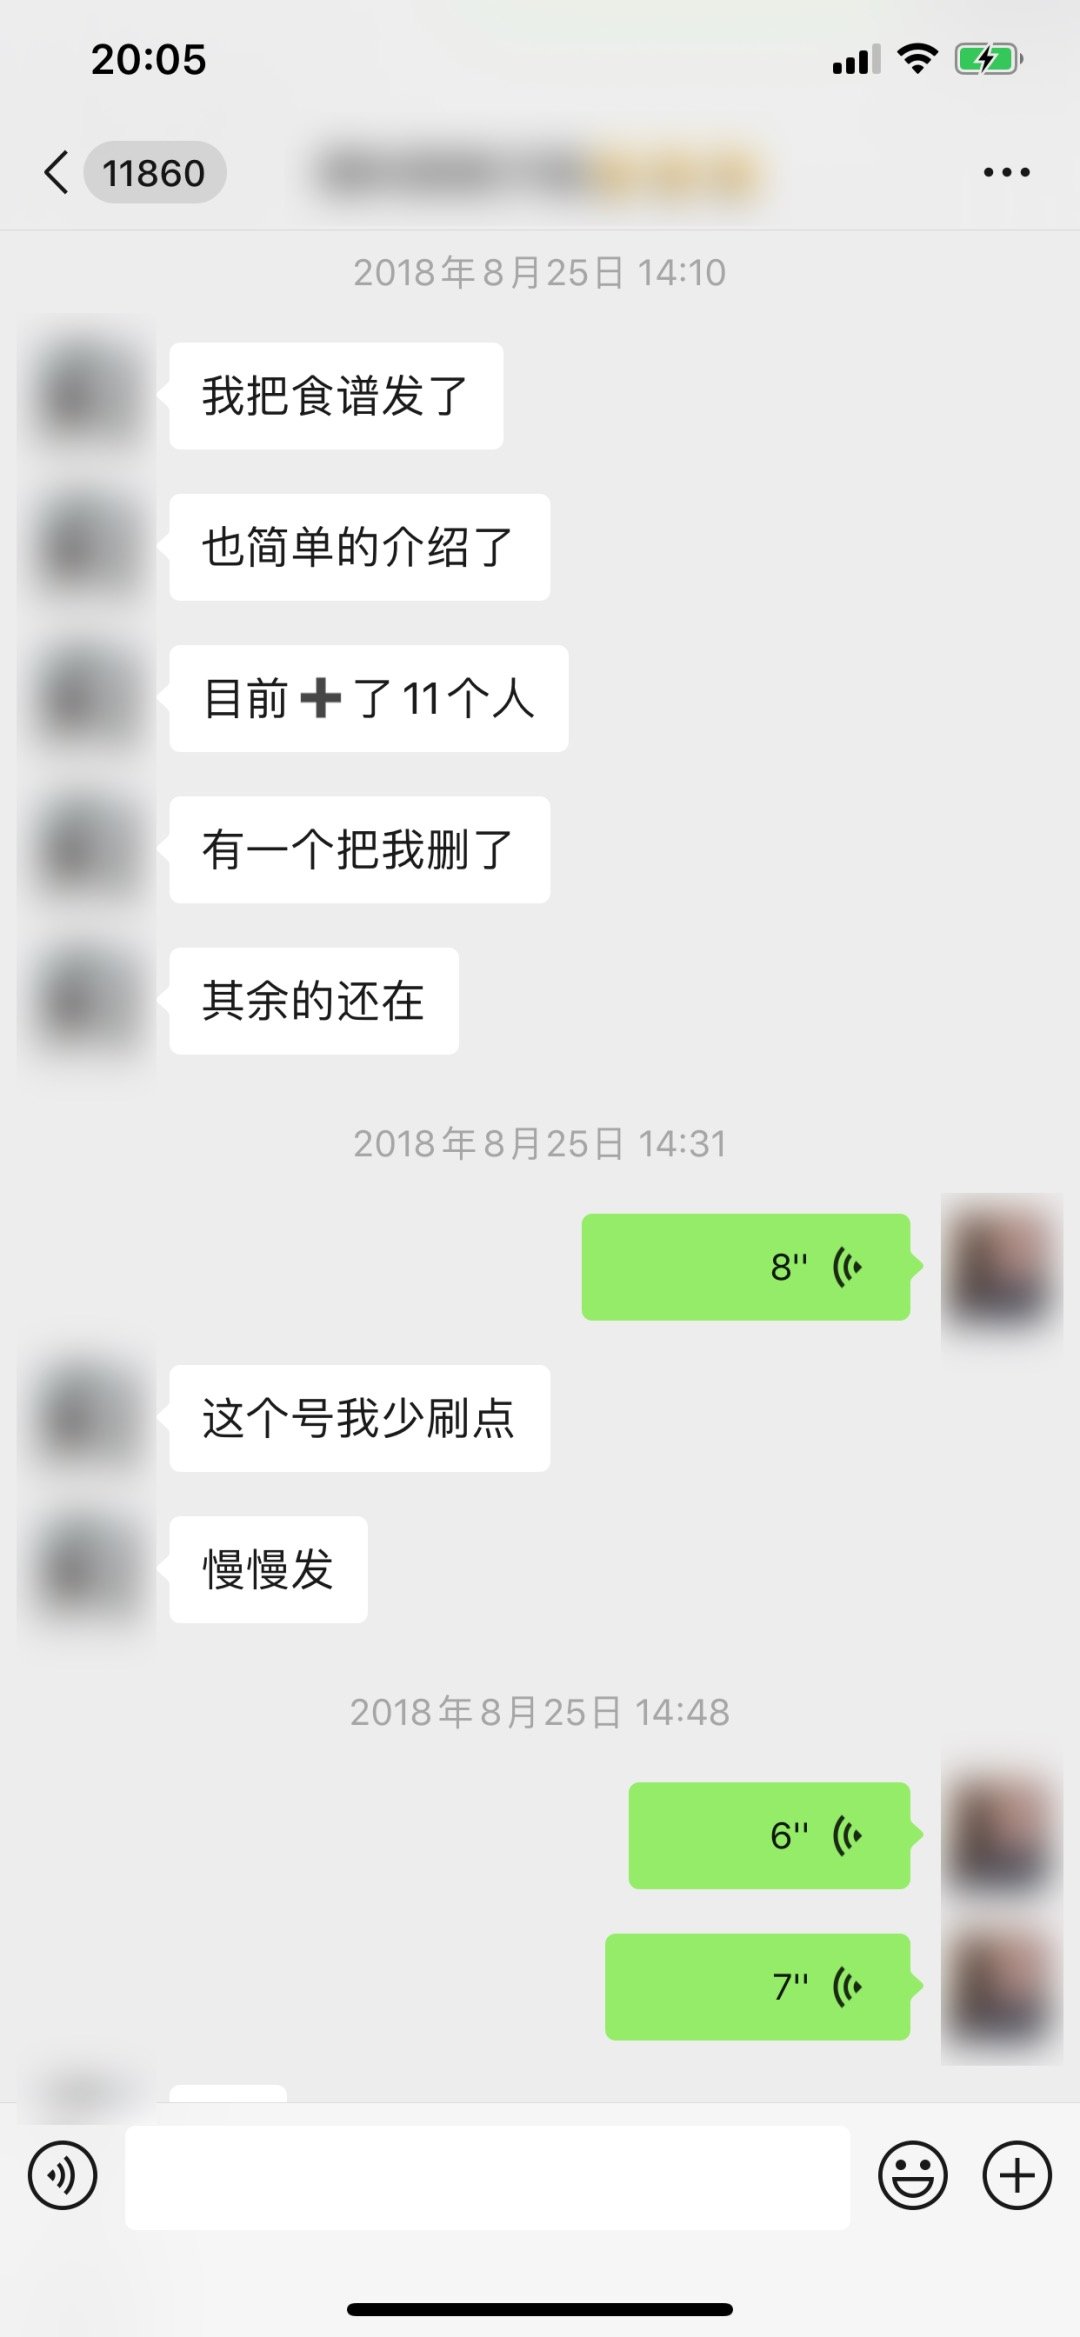 20:05
11860
2018年8月25日 14:10
我把食谱发了
也简单的介绍了
目前➕了11个人
有一个把我删了
其余的还在
2018年8月25日 14:31
8"
这个号我少刷点
慢慢发
2018年8月25日 14:48
6"
7"